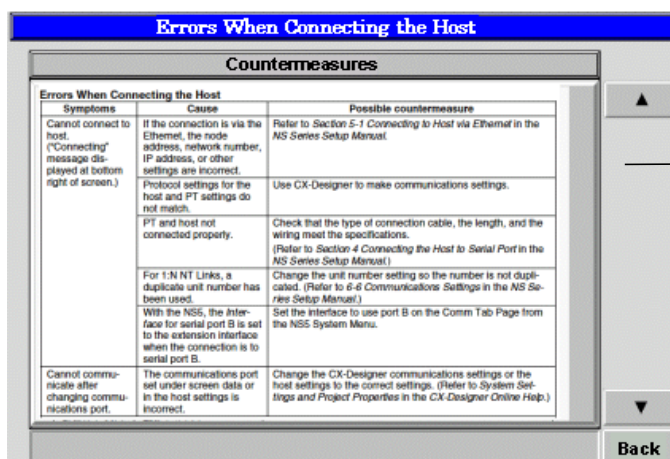 Errors When Connecting the Host
Countermeasures
Errors When Connecting the Host
Symptoms
Cause
Possible countermeasure
Cannot connect to
host.
("Connecting"
message dis-
played at bottom
right of screen.)
If the connection is via the
Ethernet, the node
address, network number,
IP address, or other
settings are incorrect.
Refer to Section 5-1 Connecting to Host via Ethernet in the
NS Series Setup Manual.
Protocol settings for the
host and PT settings do
not match.
Use CX-Designer to make communications settings.
PT and host not
connected properly.
Check that the type of connection cable, the length, and the
wiring meet the specifications.
(Refer to Section 4 Connecting the Host to Serial Port in the
NS Series Setup Manual.)
For 1:N NT Links, a
duplicate unit number has
been used.
Change the unit number setting so the number is not dupli-
cated. (Refer to 6-6 Communications Settings in the NS Se-
ries Setup Manual.)
With the NS5, the Inter-
face for serial port B is set
to the extension interface
when the connection is to
serial port B.
Set the interface to use port B on the Comm Tab Page from
the NS5 System Menu.
Cannot commu-
nicate after
changing commu-
nications port.
The communications port
set under screen data or
in the host settings is
incorrect.
Change the CX-Designer communications settings or the
host settings to the correct settings. (Refer to System Set-
tings and Project Properties in the CX-Designer Online Help.)
Back